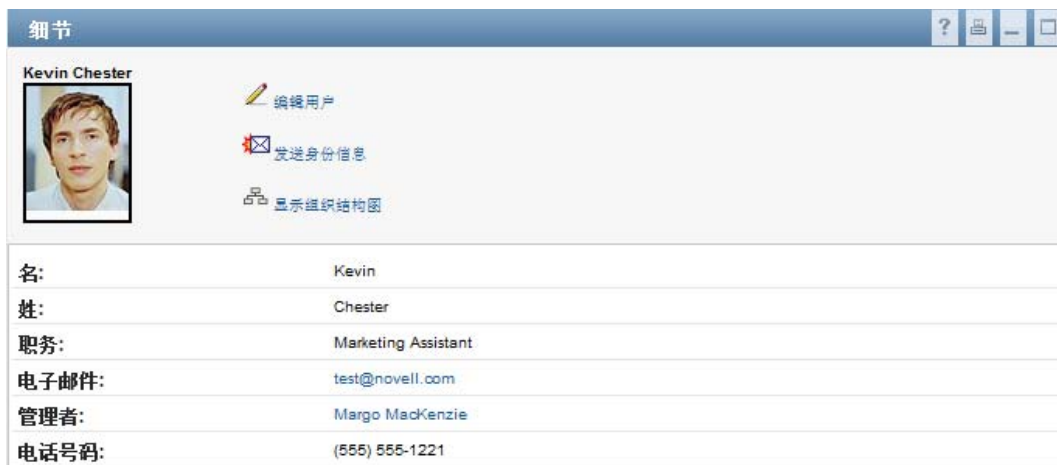 细节
?
Kevin Chester
编辑用户
发送身份信息
显示组织结构图
名: Kevin
姓: Chester
职务: Marketing Assistant
电子邮件: test@novell.com
管理者: Margo MacKenzie
电话号码: (555) 555-1221